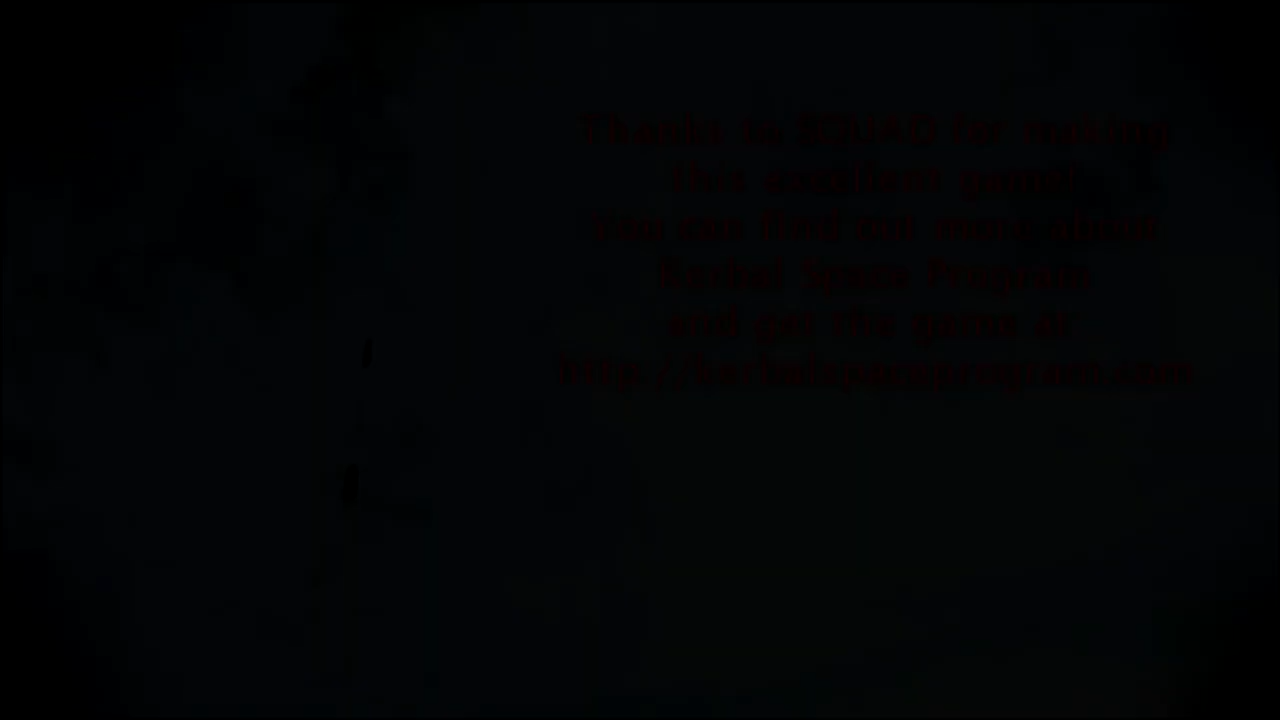 Thanks to SQUAD for making
this excellent game!
You can find out more about
Kerbal Space Program
and get the game at
http://kerbalspaceprogram.com